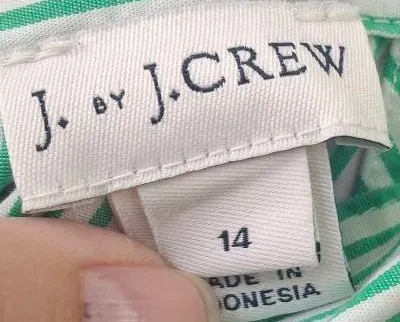 J. BY J.CREW
14
ADE IN
DONESIA